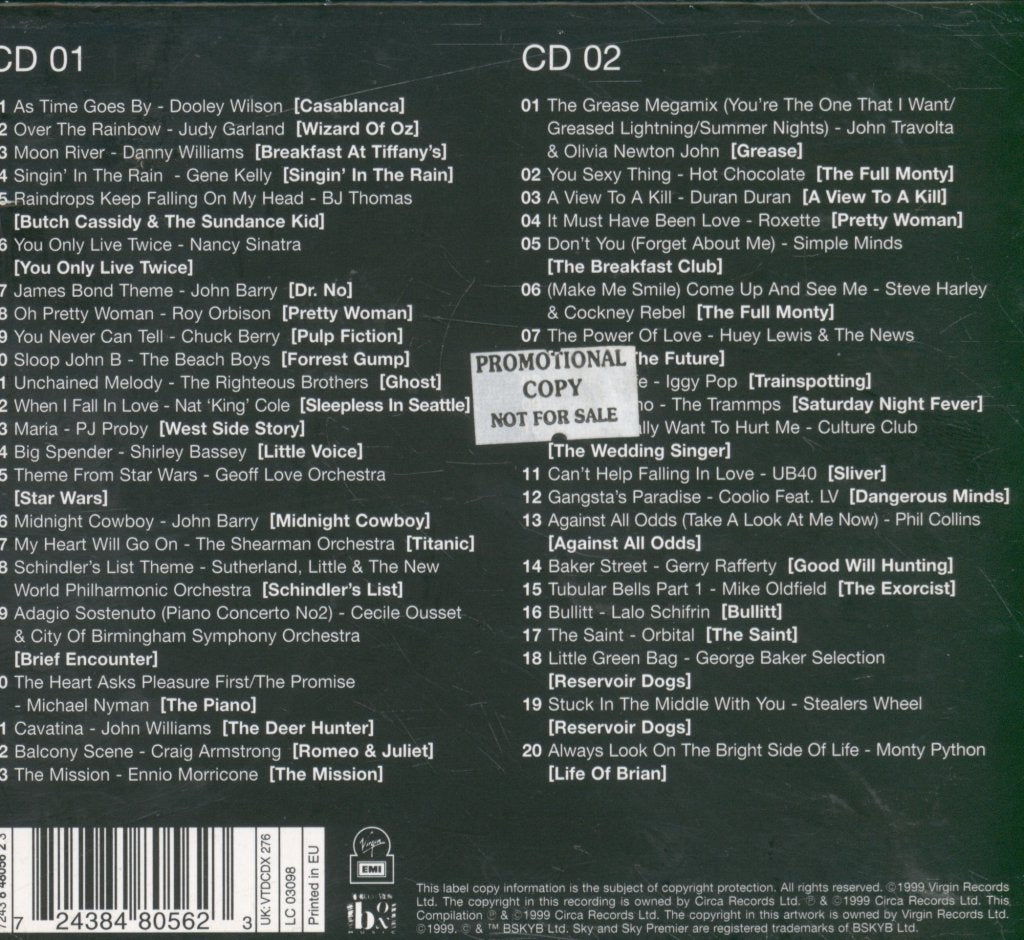 CD 01
1 As Time Goes By - Dooley Wilson [Casablanca]
2 Over The Rainbow - Judy Garland [Wizard Of Oz]
3 Moon River - Danny Williams [Breakfast At Tiffany's]
4 Singin' In The Rain - Gene Kelly [Singin' In The Rain]
5 Raindrops Keep Falling On My Head - BJ Thomas
[Butch Cassidy & The Sundance Kid]
6 You Only Live Twice - Nancy Sinatra
[You Only Live Twice]
7 James Bond Theme - John Barry [Dr. No]
8 Oh Pretty Woman - Roy Orbison [Pretty Woman]
9 You Never Can Tell - Chuck Berry [Pulp Fiction]
0 Sloop John B - The Beach Boys [Forrest Gump]
1 Unchained Melody - The Righteous Brothers [Ghost]
2 When I Fall In Love - Nat 'King' Cole [Sleepless In Seattle]
3 Maria - PJ Proby [West Side Story]
4 Big Spender - Shirley Bassey [Little Voice]
5 Theme From Star Wars - Geoff Love Orchestra
[Star Wars]
6 Midnight Cowboy - John Barry [Midnight Cowboy]
7 My Heart Will Go On - The Shearman Orchestra [Titanic]
8 Schindler's List Theme - Sutherland, Little & The New
World Philharmonic Orchestra [Schindler's List]
9 Adagio Sostenuto (Piano Concerto No2) - Cecile Ousset
& City Of Birmingham Symphony Orchestra
[Brief Encounter]
0 The Heart Asks Pleasure First/The Promise
- Michael Nyman [The Piano]
1 Cavatina - John Williams [The Deer Hunter]
2 Balcony Scene - Craig Armstrong [Romeo & Juliet]
3 The Mission - Ennio Morricone [The Mission]
CD 02
01 The Grease Megamix (You're The One That I Want/
Greased Lightning/Summer Nights) - John Travolta
& Olivia Newton John [Grease]
02 You Sexy Thing - Hot Chocolate [The Full Monty]
03 A View To A Kill - Duran Duran [A View To A Kill]
04 It Must Have Been Love - Roxette [Pretty Woman]
05 Don't You (Forget About Me) - Simple Minds
[The Breakfast Club]
06 (Make Me Smile) Come Up And See Me - Steve Harley
& Cockney Rebel [The Full Monty]
07 The Power Of Love - Huey Lewis & The News
The Future]
- Iggy Pop [Trainspotting]
- The Trammps [Saturday Night Fever]
Want To Hurt Me - Culture Club
[The Wedding Singer]
11 Can't Help Falling In Love - UB40 [Sliver]
12 Gangsta's Paradise - Coolio Feat. LV [Dangerous Minds]
13 Against All Odds (Take A Look At Me Now) - Phil Collins
[Against All Odds]
14 Baker Street - Gerry Rafferty [Good Will Hunting]
15 Tubular Bells Part 1 - Mike Oldfield [The Exorcist]
16 Bullitt - Lalo Schifrin [Bullitt]
17 The Saint - Orbital [The Saint]
18 Little Green Bag - George Baker Selection
[Reservoir Dogs]
19 Stuck In The Middle With You - Stealers Wheel
[Reservoir Dogs]
20 Always Look On The Bright Side Of Life - Monty Python
[Life Of Brian]
PROMOTIONAL
COPY
NOT FOR SALE
7 24384 80562 3
UK:VTDCDX 276
LC 03098
Printed in EU
Virgin
EMI
box
MUSIC
This label copy information is the subject of copyright protection. All rights reserved. ©1999 Virgin Records
Ltd. The copyright in this recording is owned by Circa Records Ltd. ℗ & ©1999 Circa Records Ltd. This
Compilation ℗ & ©1999 Circa Records Ltd. The copyright in this artwork is owned by Virgin Records Ltd.
©1999. © & ™ BSKYB Ltd. Sky and Sky Premier are registered trademarks of BSKYB Ltd.